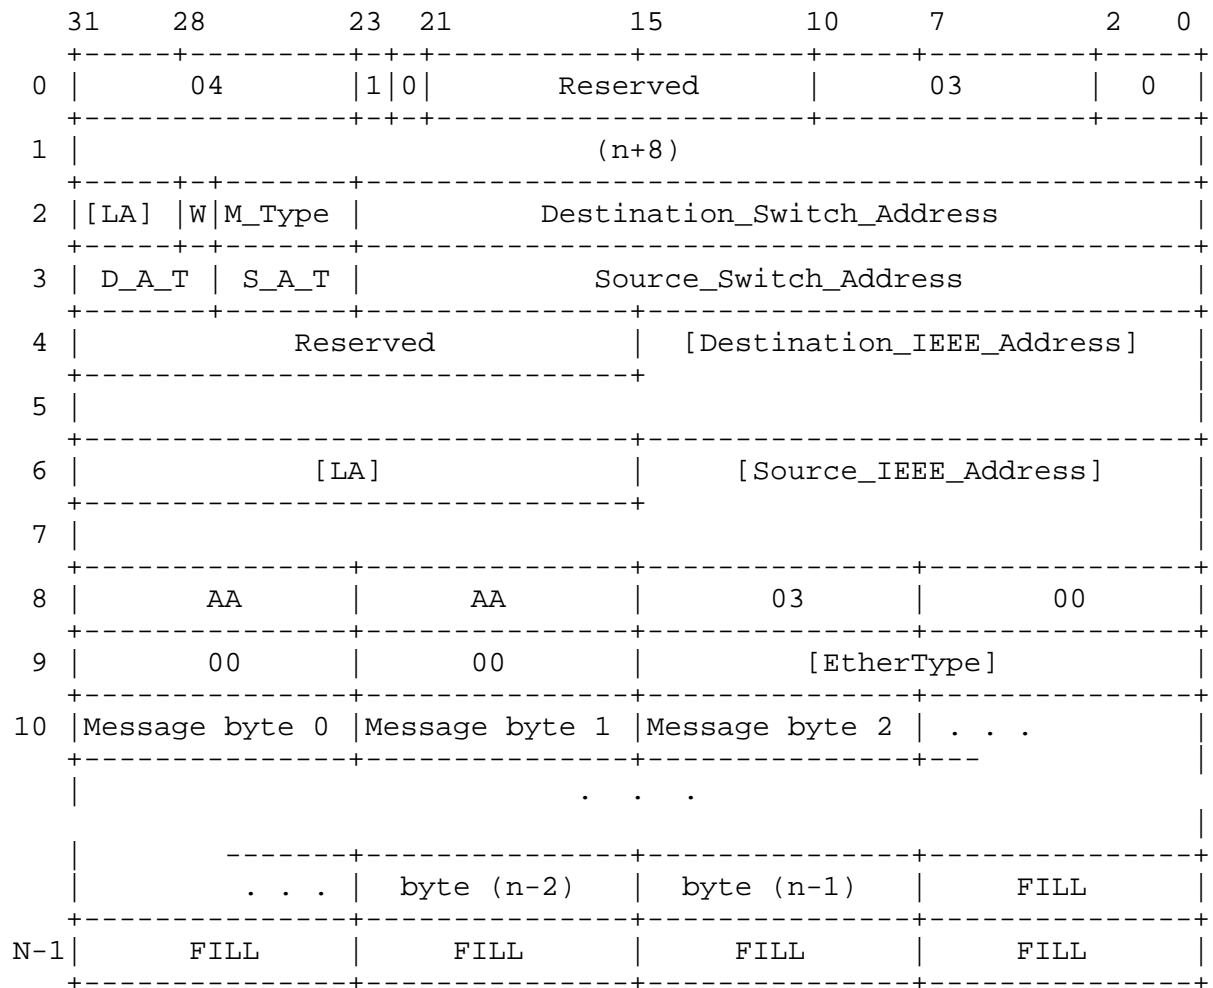 31 28 23 21 15 10 7 2 0
+-----+---------+-+-+-----------+---------+-----+---------+-----+
0 | 04 |1|0| Reserved | 03 | 0 |
+---------------+-+-+---------------------+---------------+-----+
1 | (n+8) |
+-----+-+-------+-----------------------------------------------+
2 |[LA] |W|M_Type | Destination_Switch_Address |
+-----+-+-------+-----------------------------------------------+
3 | D_A_T | S_A_T | Source_Switch_Address |
+-------+-------+---------------+-------------------------------+
4 | Reserved | [Destination_IEEE_Address] |
+-------------------------------+ |
5 | |
+-------------------------------+-------------------------------+
6 | [LA] | [Source_IEEE_Address] |
+-------------------------------+ |
7 | |
+---------------+---------------+---------------+---------------+
8 | AA | AA | 03 | 00 |
+---------------+---------------+---------------+---------------+
9 | 00 | 00 | [EtherType] |
+---------------+---------------+---------------+---------------+
10 |Message byte 0 |Message byte 1 |Message byte 2 | . . . |
+---------------+---------------+---------------+--- |
| . . .
|
| -------+---------------+---------------+---------------+
| . . . | byte (n-2) | byte (n-1) | FILL |
+---------------+---------------+---------------+---------------+
N-1| FILL | FILL | FILL | FILL |
+---------------+---------------+---------------+---------------+